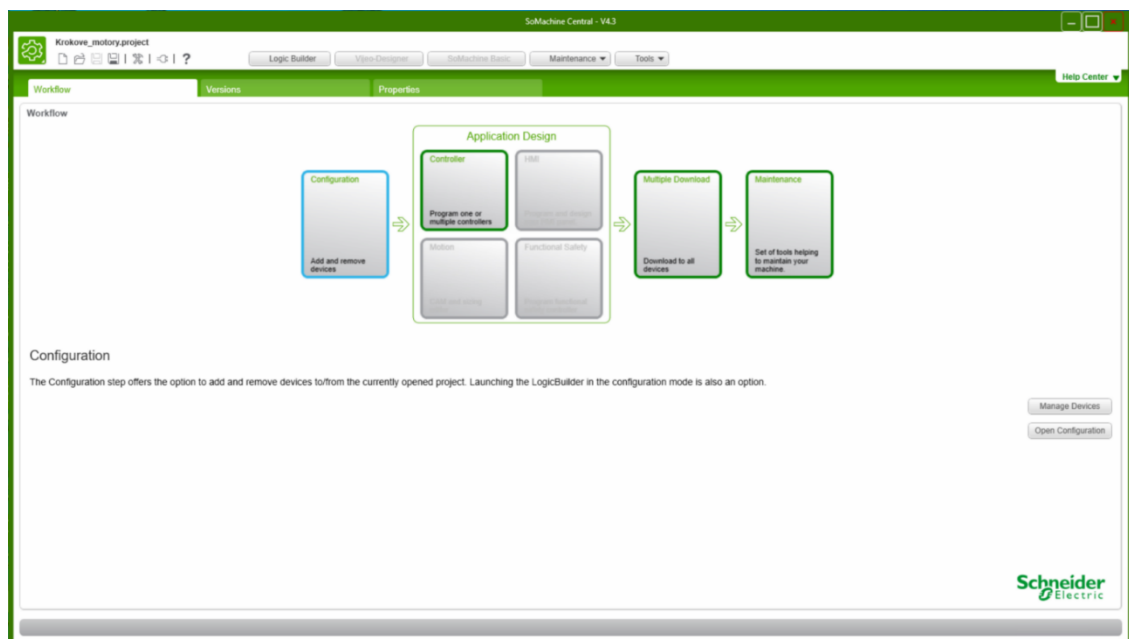 SoMachine Central - V4.3
Krokove_motory.project
Logic Builder
Vijeo-Designer
SoMachine Basic
Maintenance
Tools
?
Help Center
Workflow
Versions
Properties
Workflow
Application Design
Configuration
Add and remove
devices
Controller
Program one or
multiple controllers
HMI
Motion
Functional Safety
Multiple Download
Download to all
devices
Maintenance
Set of tools helping
to maintain your
machine.
Configuration
The Configuration step offers the option to add and remove devices to/from the currently opened project. Launching the LogicBuilder in the configuration mode is also an option.
Manage Devices
Open Configuration
Schneider
Electric